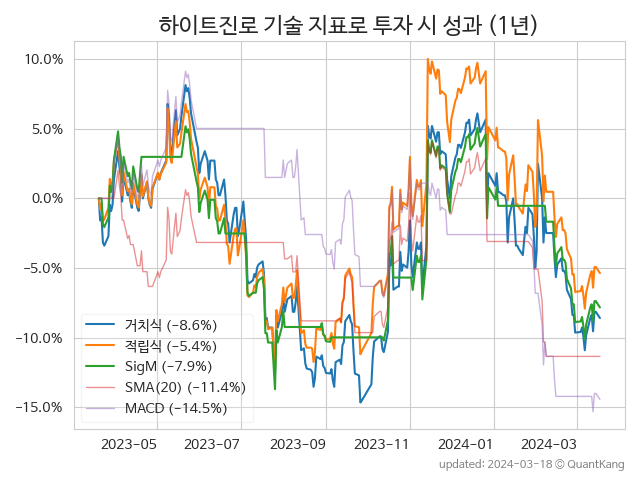 하이트진로 기술 지표로 투자 시 성과 (1년)
10.0%
5.0%
0.0%
−5.0%
−10.0%
−15.0%
거치식 (−8.6%)
적립식 (−5.4%)
SigM (−7.9%)
SMA(20) (−11.4%)
MACD (−14.5%)
2023-05 2023-07 2023-09 2023-11 2024-01 2024-03
updated: 2024-03-18 © QuantKang